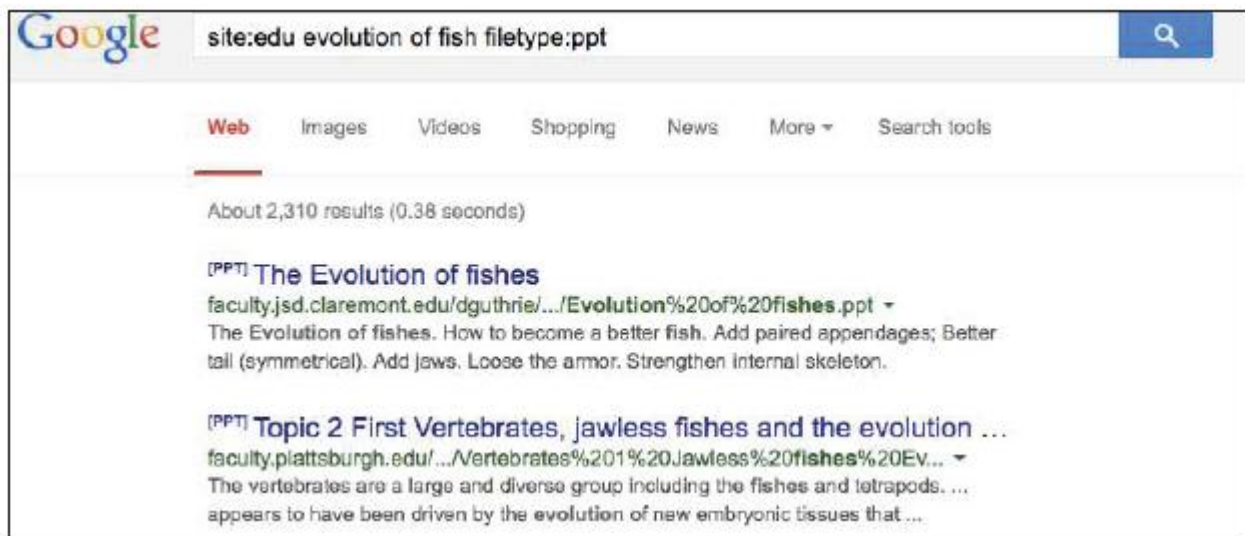 Google
site:edu evolution of fish filetype:ppt
Web Images Videos Shopping News More Search tools
About 2,310 results (0.38 seconds)
[PPT] The Evolution of fishes
faculty.jsd.claremont.edu/dguthrie/.../Evolution%20of%20fishes.ppt
The Evolution of fishes. How to become a better fish. Add paired appendages; Better
tail (symmetrical). Add jaws. Loose the armor. Strengthen internal skeleton.
[PPT] Topic 2 First Vertebrates, jawless fishes and the evolution ...
faculty.plattsburgh.edu/.../Vertebrates%201%20Jawless%20fishes%20Ev...
The vertebrates are a large and diverse group including the fishes and tetrapods. ...
appears to have been driven by the evolution of new embryonic tissues that ...